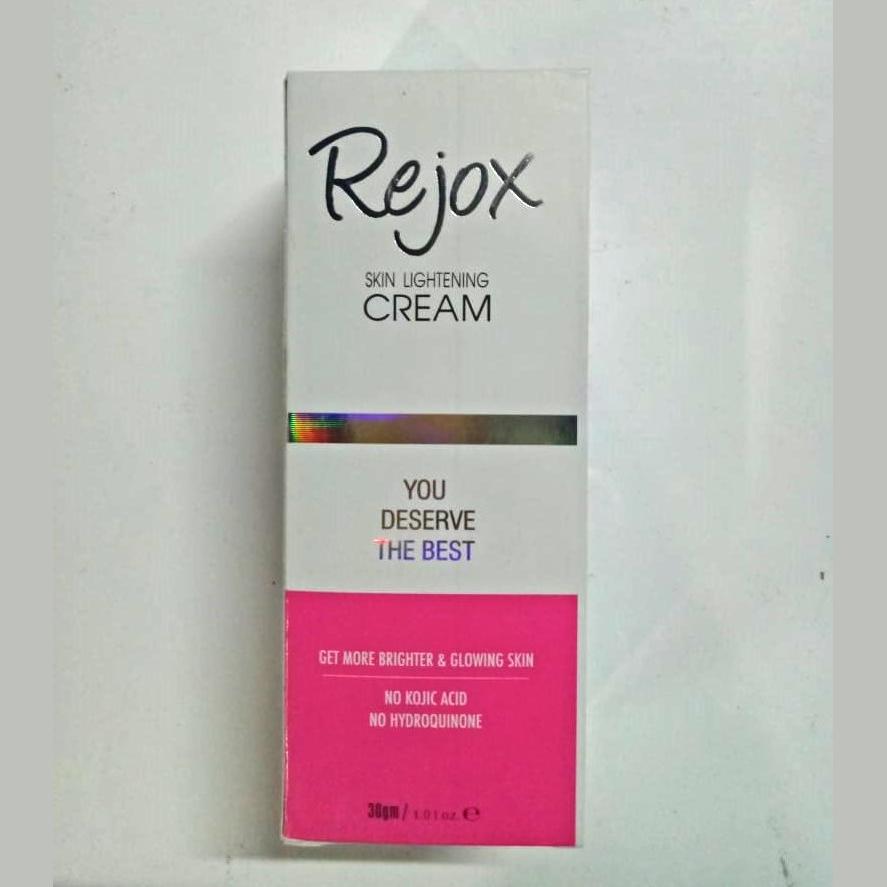 Rejox
SKIN LIGHTENING
CREAM
YOU
DESERVE
THE BEST
GET MORE BRIGHTER & GLOWING SKIN
NO KOJIC ACID
NO HYDROQUINONE
30gm / 1.01 oz. ℮